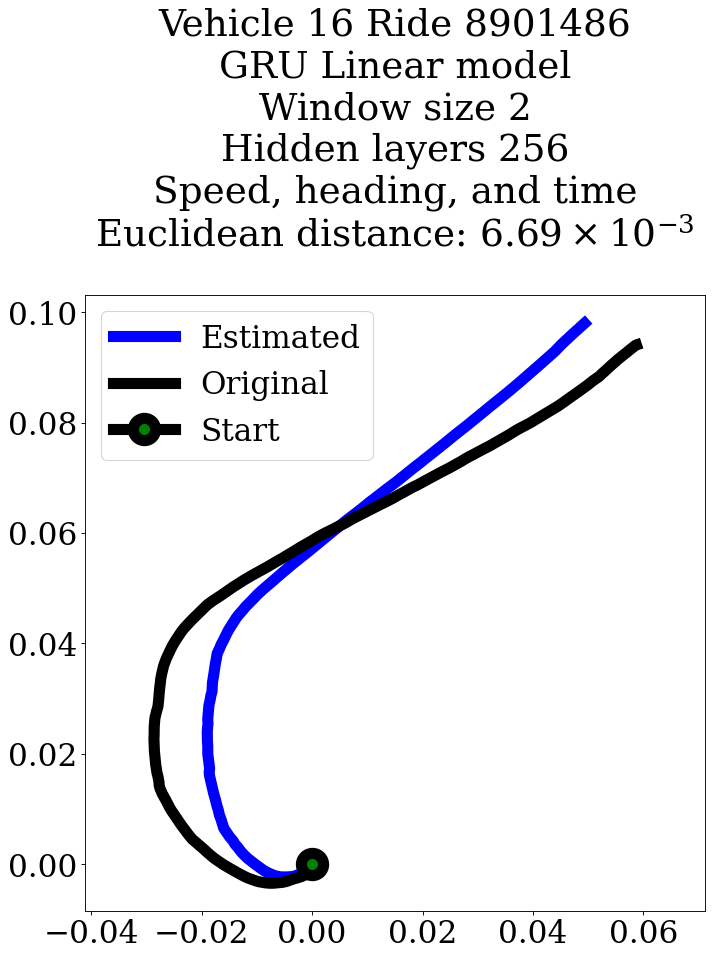 Vehicle 16 Ride 8901486
GRU Linear model
Window size 2
Hidden layers 256
Speed, heading, and time
Euclidean distance: 6.69 × 10⁻³
Estimated
Original
Start
0.10
0.08
0.06
0.04
0.02
0.00
−0.04 −0.02 0.00 0.02 0.04 0.06